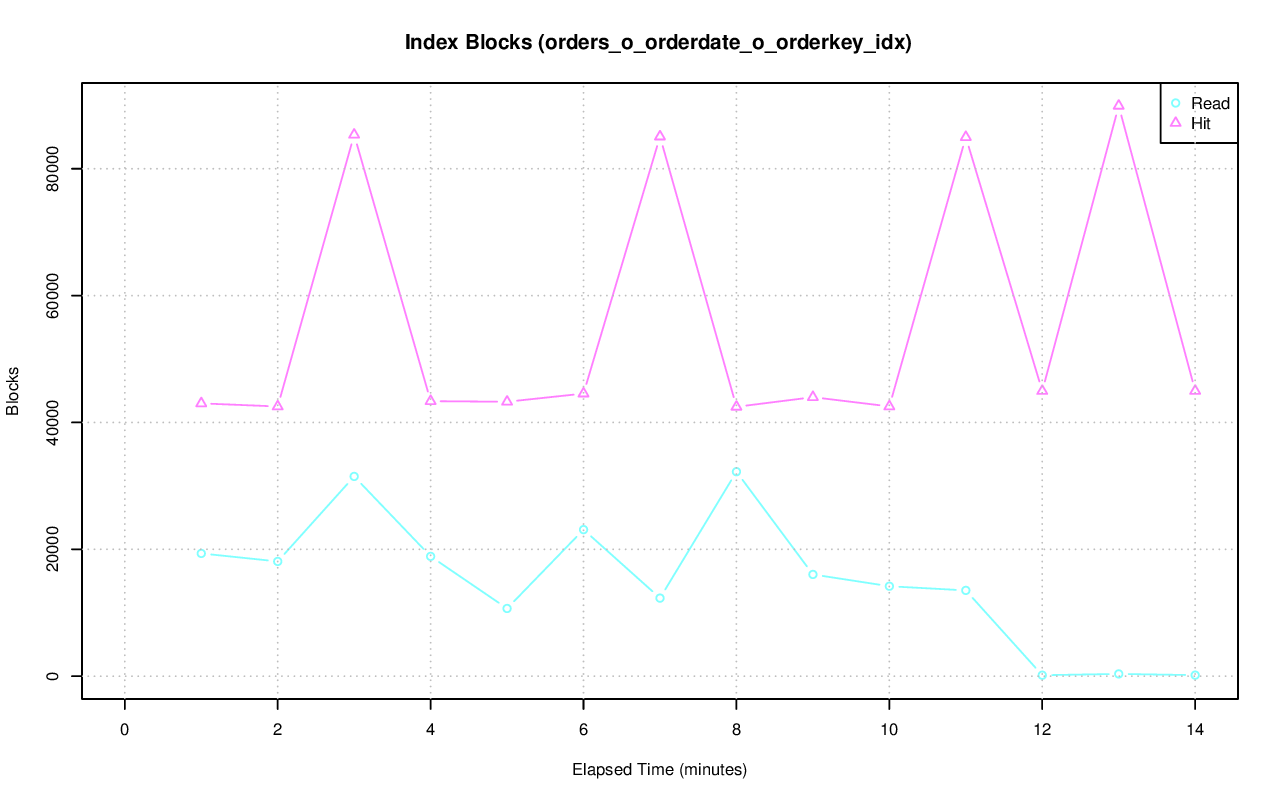 Index Blocks (orders_o_orderdate_o_orderkey_idx)
Read
Hit
Blocks
80000
60000
40000
20000
0
0 2 4 6 8 10 12 14
Elapsed Time (minutes)